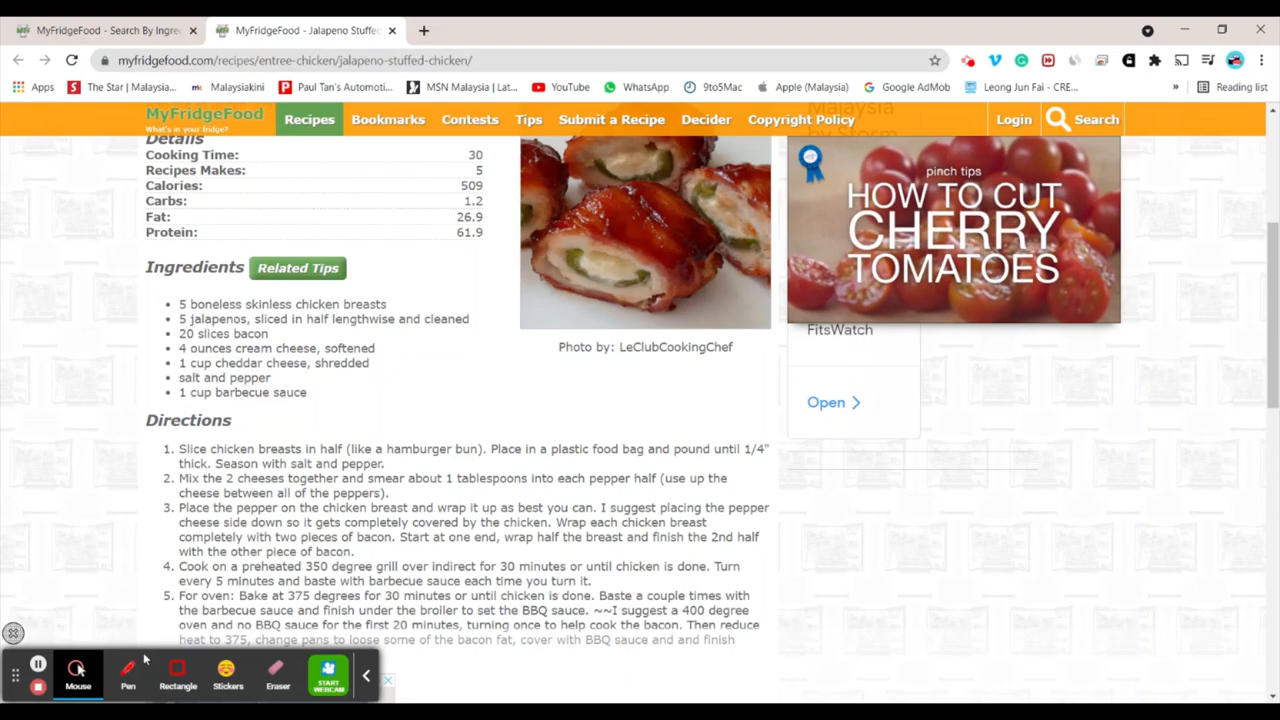 MyFridgeFood - Search By Ingre
MyFridgeFood - Jalapeno Stuffed
myfridgefood.com/recipes/entree-chicken/jalapeno-stuffed-chicken/
Apps
The Star | Malaysia...
Malaysiakini
Paul Tan's Automoti...
MSN Malaysia | Lat...
YouTube
WhatsApp
9to5Mac
Apple (Malaysia)
Google AdMob
Leong Jun Fai - CRE...
»
Reading list
MyFridgeFood
What's in your fridge?
Recipes
Bookmarks
Contests
Tips
Submit a Recipe
Decider
Copyright Policy
Login
Search
Malaysia
by Storm
Details
Cooking Time: 30
Recipes Makes: 5
Calories: 509
Carbs: 1.2
Fat: 26.9
Protein: 61.9
pinch tips
HOW TO CUT
CHERRY
TOMATOES
Ingredients Related Tips
• 5 boneless skinless chicken breasts
• 5 jalapenos, sliced in half lengthwise and cleaned
• 20 slices bacon
• 4 ounces cream cheese, softened
• 1 cup cheddar cheese, shredded
• salt and pepper
• 1 cup barbecue sauce
Photo by: LeClubCookingChef
FitsWatch
Open
Directions
1. Slice chicken breasts in half (like a hamburger bun). Place in a plastic food bag and pound until 1/4"
thick. Season with salt and pepper.
2. Mix the 2 cheeses together and smear about 1 tablespoons into each pepper half (use up the
cheese between all of the peppers).
3. Place the pepper on the chicken breast and wrap it up as best you can. I suggest placing the pepper
cheese side down so it gets completely covered by the chicken. Wrap each chicken breast
completely with two pieces of bacon. Start at one end, wrap half the breast and finish the 2nd half
with the other piece of bacon.
4. Cook on a preheated 350 degree grill over indirect for 30 minutes or until chicken is done. Turn
every 5 minutes and baste with barbecue sauce each time you turn it.
5. For oven: Bake at 375 degrees for 30 minutes or until chicken is done. Baste a couple times with
the barbecue sauce and finish under the broiler to set the BBQ sauce. ~~I suggest a 400 degree
oven and no BBQ sauce for the first 20 minutes, turning once to help cook the bacon. Then reduce
heat to 375, change pans to loose some of the bacon fat, cover with BBQ sauce and and finish
Mouse
Pen
Rectangle
Stickers
Eraser
START
WEBCAM